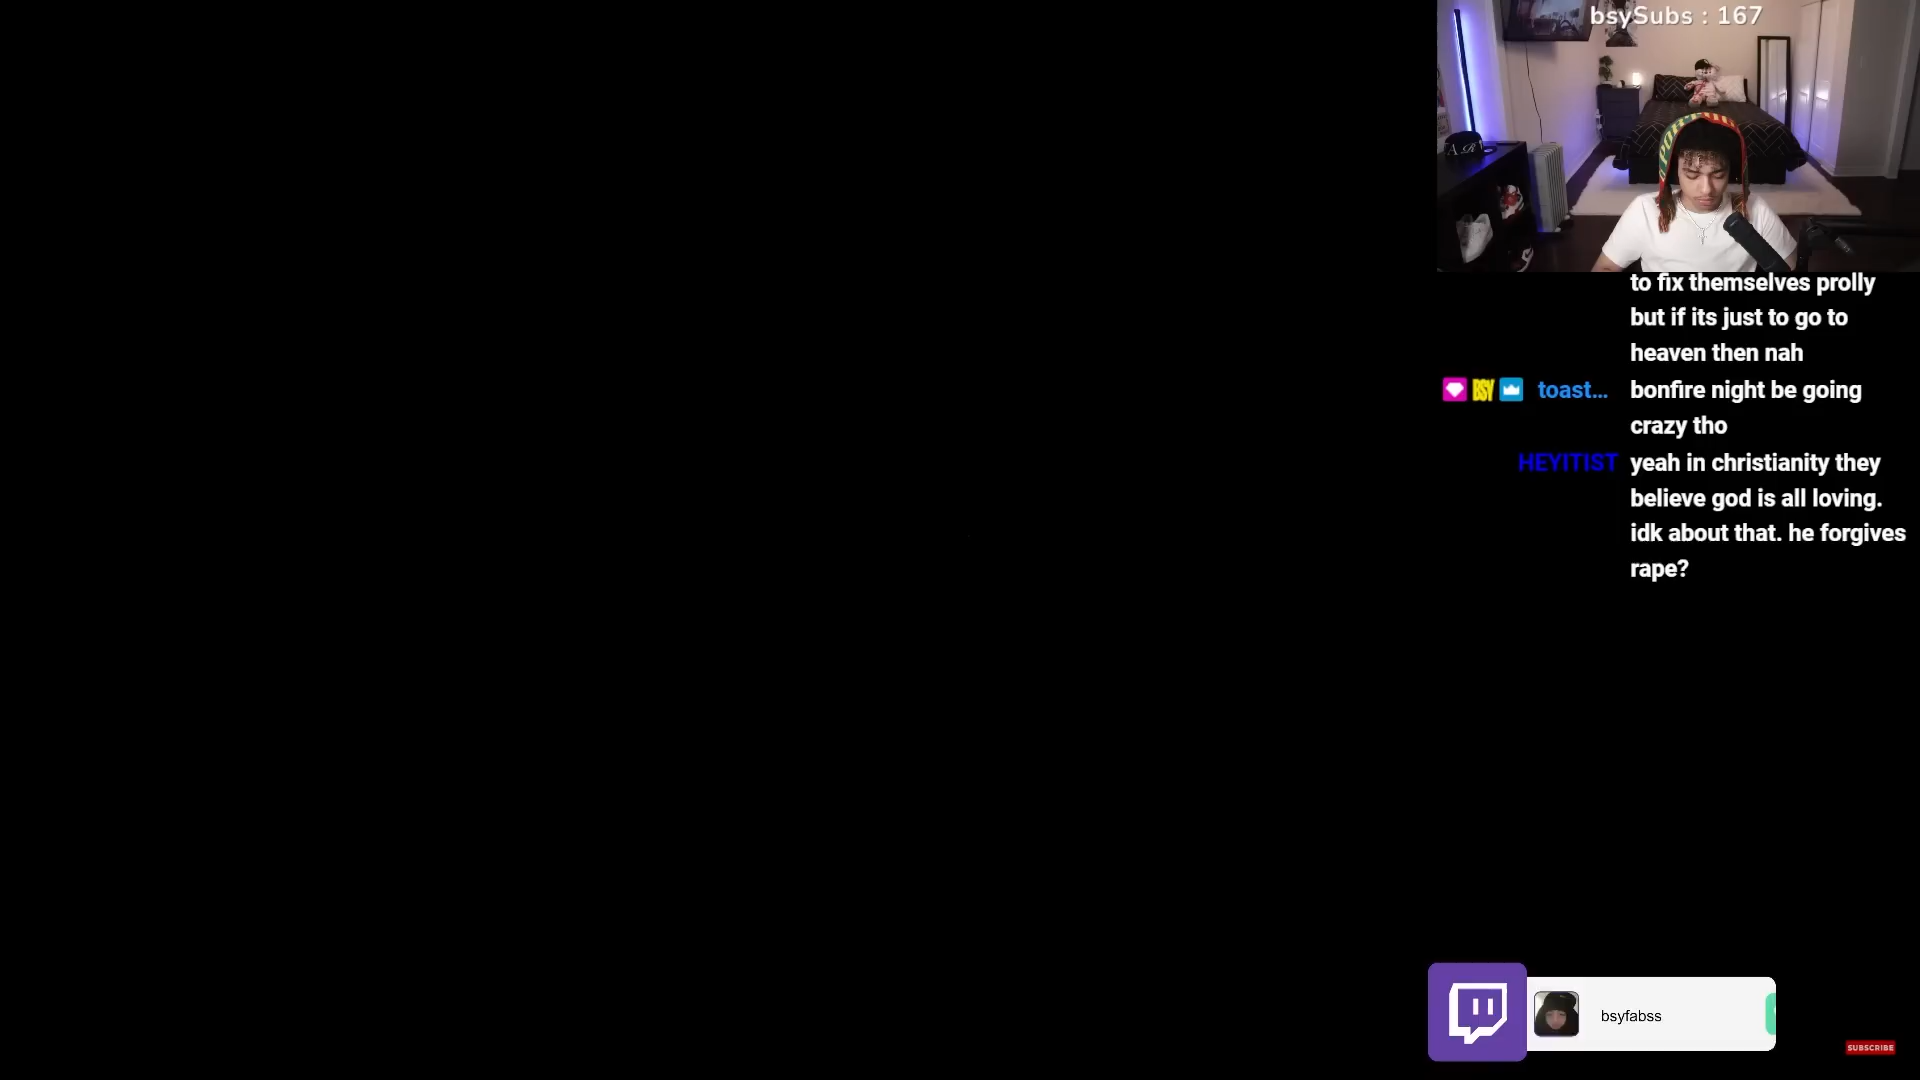 bsySubs : 167
to fix themselves prolly
but if its just to go to
heaven then nah
BSY toast... bonfire night be going
crazy tho
HEYITIST yeah in christianity they
believe god is all loving.
idk about that. he forgives
rape?
bsyfabss
SUBSCRIBE